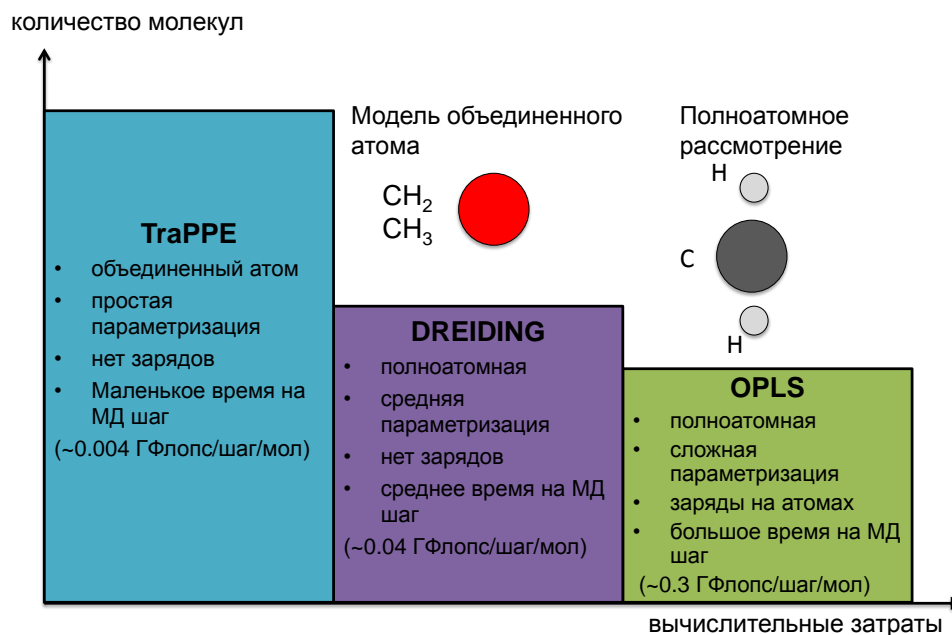 количество молекул
Модель объединенного
атома
CH₂
CH₃
Полноатомное
рассмотрение
H
C
H
TraPPE
• объединенный атом
• простая
параметризация
• нет зарядов
• Маленькое время на
МД шаг
(~0.004 ГФлопс/шаг/мол)
DREIDING
• полноатомная
• средняя
параметризация
• нет зарядов
• среднее время на МД
шаг
(~0.04 ГФлопс/шаг/мол)
OPLS
• полноатомная
• сложная
параметризация
• заряды на атомах
• большое время на МД
шаг
(~0.3 ГФлопс/шаг/мол)
вычислительные затраты